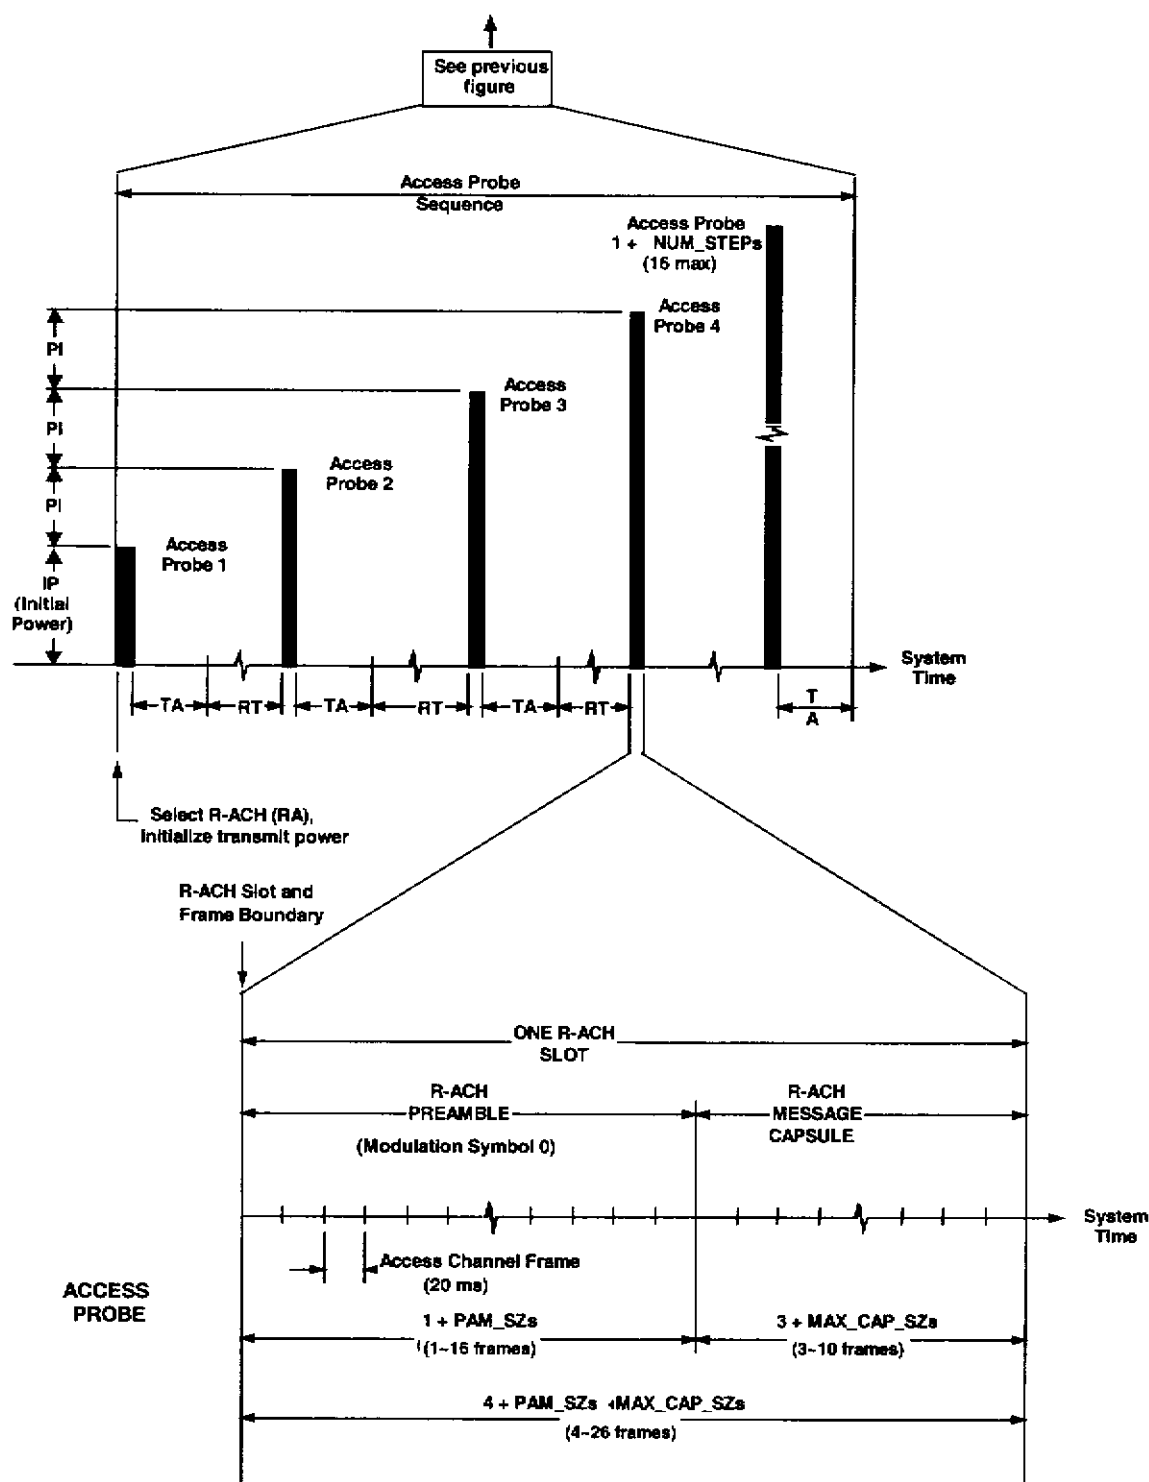 See previous
figure
Access Probe
Sequence
Access Probe
1 + NUM_STEPs
(16 max)
Access
Probe 4
PI
Access
Probe 3
PI
Access
Probe 2
PI
Access
Probe 1
IP
(Initial
Power)
System
Time
TA
RT
TA
RT
TA
RT
T
A
Select R-ACH (RA),
initialize transmit power
R-ACH Slot and
Frame Boundary
ONE R-ACH
SLOT
R-ACH
PREAMBLE
(Modulation Symbol 0)
R-ACH
MESSAGE
CAPSULE
System
Time
Access Channel Frame
(20 ms)
ACCESS
PROBE
1 + PAM_SZs
(1~16 frames)
3 + MAX_CAP_SZs
(3~10 frames)
4 + PAM_SZs +MAX_CAP_SZs
(4~26 frames)